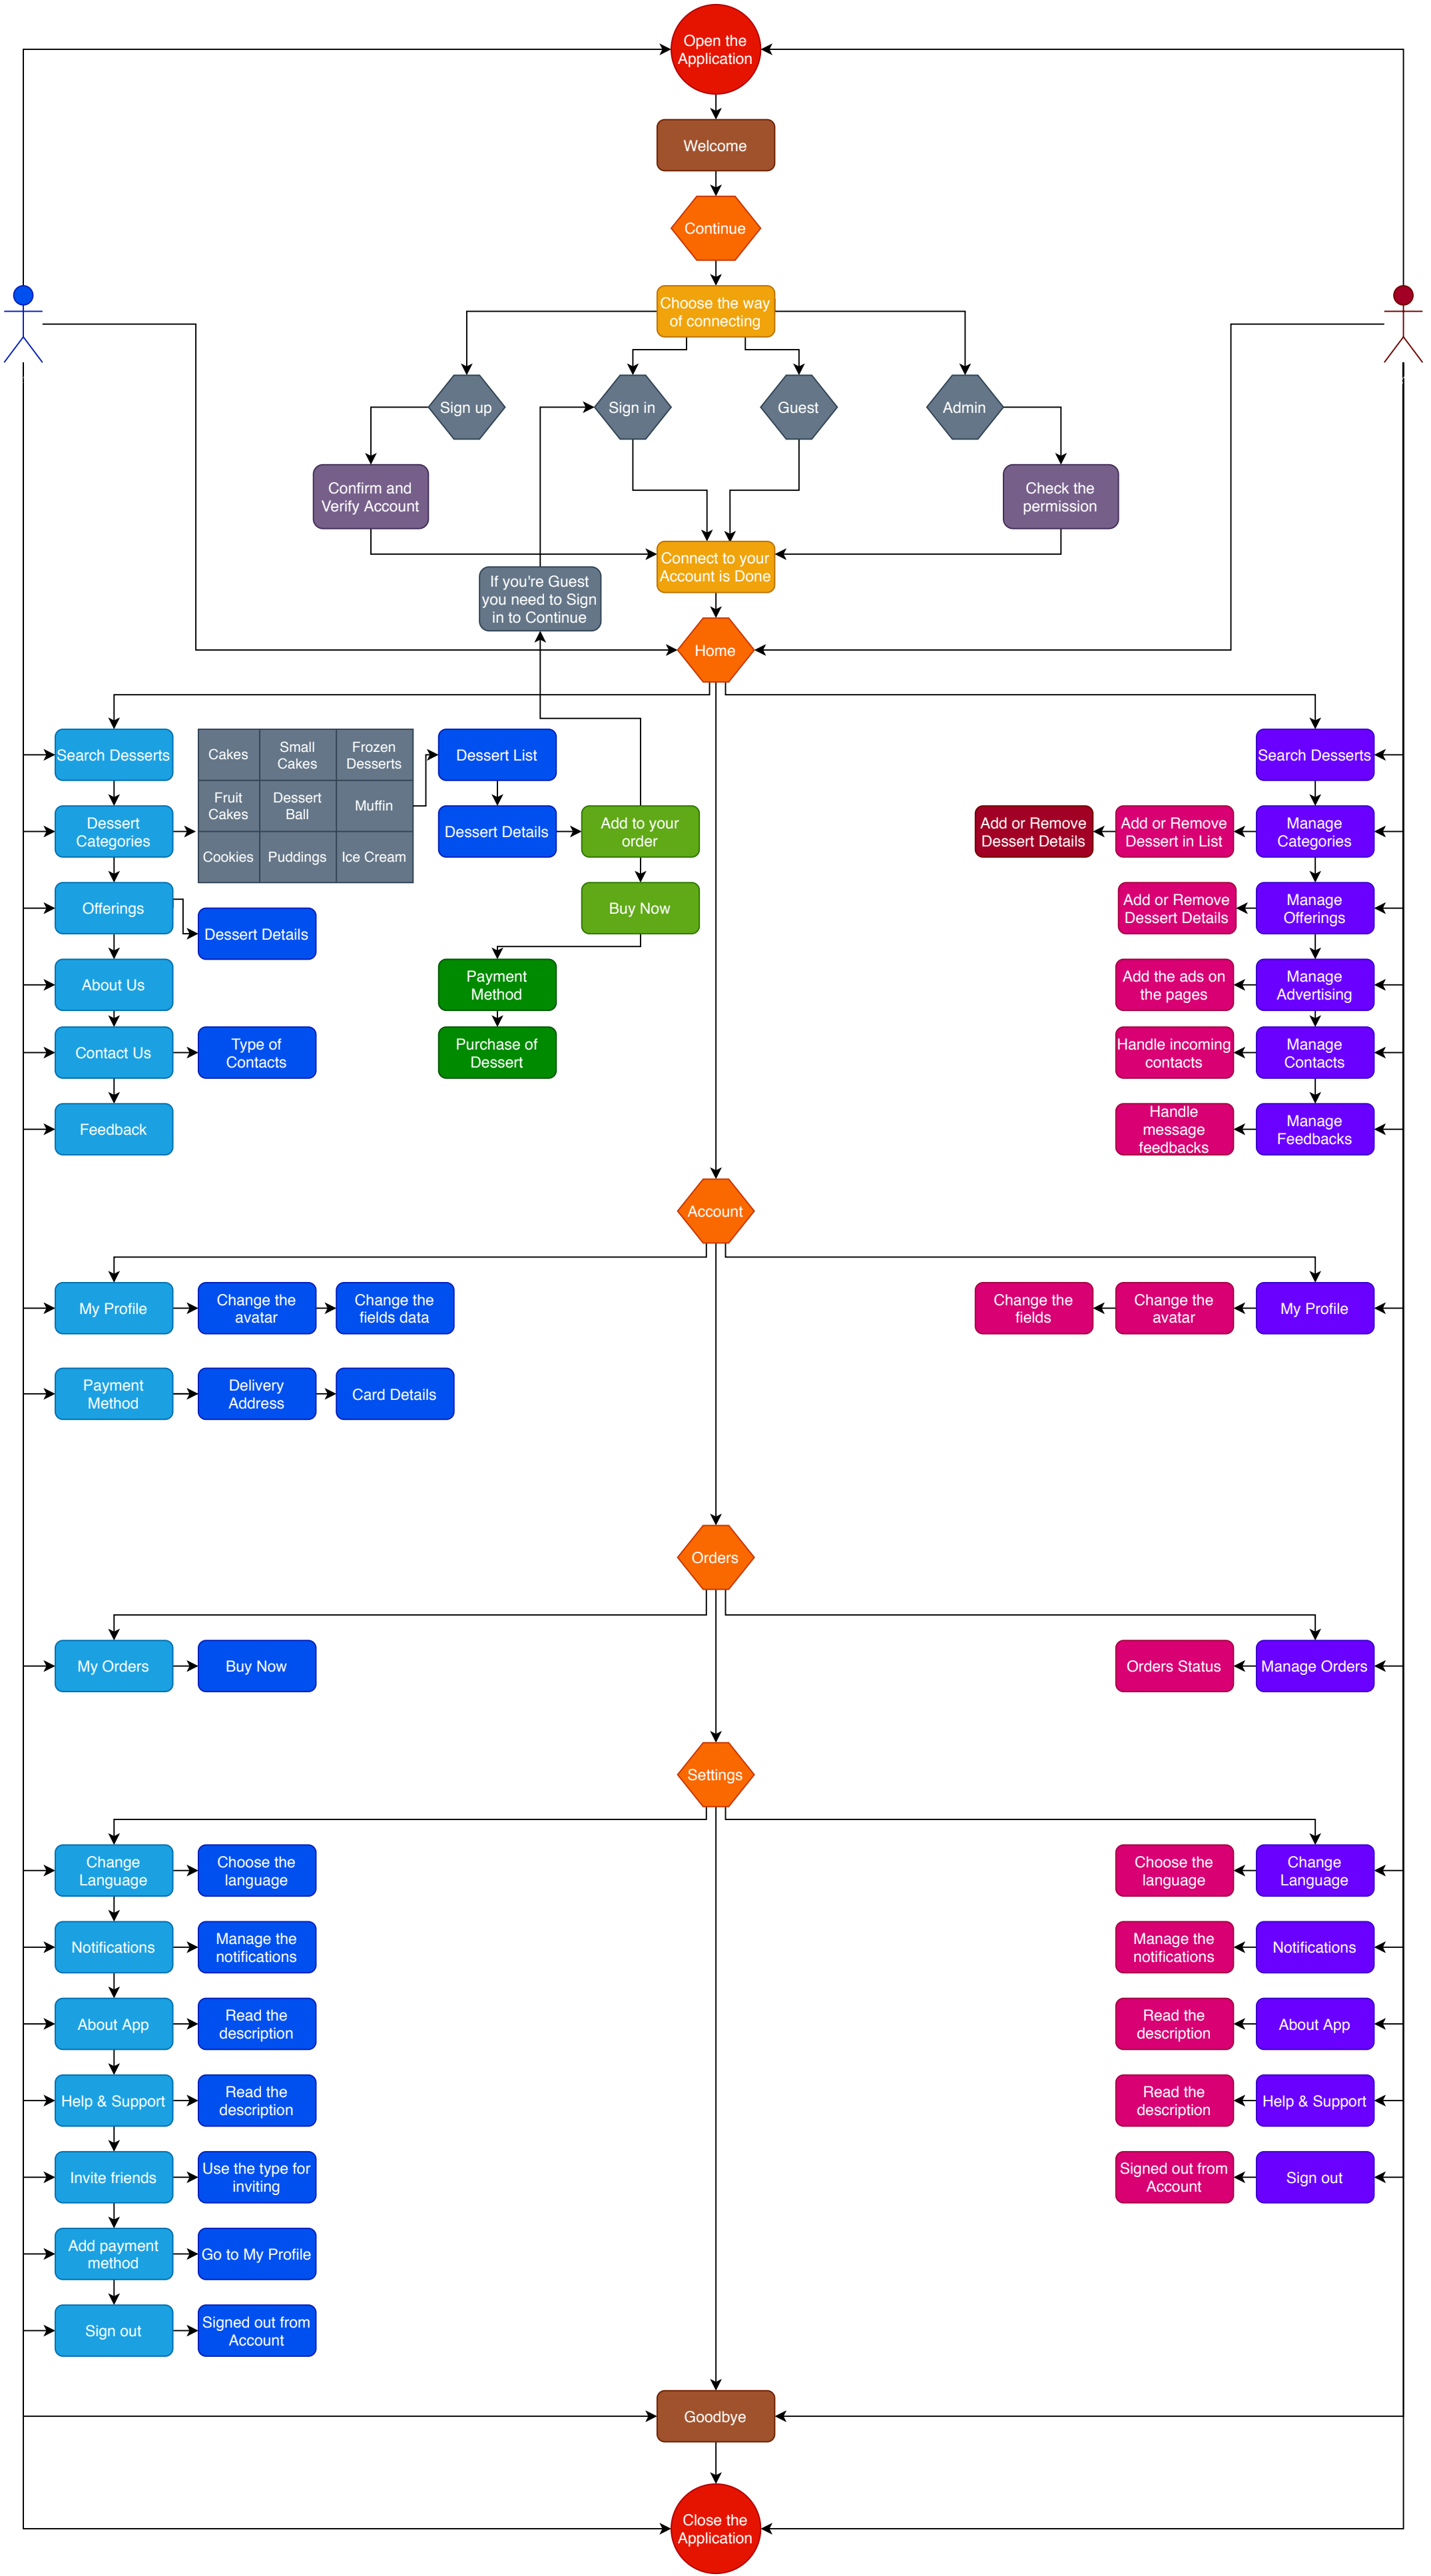 Open the
Application
Welcome
Continue
Choose the way
of connecting
Sign up
Sign in
Guest
Admin
Confirm and
Verify Account
Check the
permission
Connect to your
Account is Done
If you're Guest
you need to Sign
in to Continue
Home
Search Desserts
Cakes
Small
Cakes
Frozen
Desserts
Dessert List
Search Desserts
Dessert
Categories
Fruit
Cakes
Dessert
Ball
Muffin
Dessert Details
Add to your
order
Add or Remove
Dessert Details
Add or Remove
Dessert in List
Manage
Categories
Cookies
Puddings
Ice Cream
Offerings
Dessert Details
Buy Now
Add or Remove
Dessert Details
Manage
Offerings
About Us
Payment
Method
Add the ads on
the pages
Manage
Advertising
Contact Us
Type of
Contacts
Purchase of
Dessert
Handle incoming
contacts
Manage
Contacts
Feedback
Handle
message
feedbacks
Manage
Feedbacks
Account
My Profile
Change the
avatar
Change the
fields data
Change the
fields
Change the
avatar
My Profile
Payment
Method
Delivery
Address
Card Details
Orders
My Orders
Buy Now
Orders Status
Manage Orders
Settings
Change
Language
Choose the
language
Choose the
language
Change
Language
Notifications
Manage the
notifications
Manage the
notifications
Notifications
About App
Read the
description
Read the
description
About App
Help & Support
Read the
description
Read the
description
Help & Support
Invite friends
Use the type for
inviting
Signed out from
Account
Sign out
Add payment
method
Go to My Profile
Sign out
Signed out from
Account
Goodbye
Close the
Application